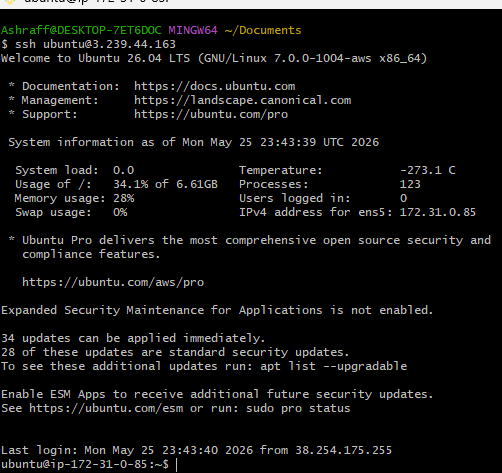 Ashraff@DESKTOP-7ET6DOC MINGW64 ~/Documents
$ ssh ubuntu@3.239.44.163
Welcome to Ubuntu 26.04 LTS (GNU/Linux 7.0.0-1004-aws x86_64)
* Documentation: https://docs.ubuntu.com
* Management: https://landscape.canonical.com
* Support: https://ubuntu.com/pro
System information as of Mon May 25 23:43:39 UTC 2026
System load: 0.0 Temperature: -273.1 C
Usage of /: 34.1% of 6.61GB Processes: 123
Memory usage: 28% Users logged in: 0
Swap usage: 0% IPv4 address for ens5: 172.31.0.85
* Ubuntu Pro delivers the most comprehensive open source security and
compliance features.
https://ubuntu.com/aws/pro
Expanded Security Maintenance for Applications is not enabled.
34 updates can be applied immediately.
28 of these updates are standard security updates.
To see these additional updates run: apt list --upgradable
Enable ESM Apps to receive additional future security updates.
See https://ubuntu.com/esm or run: sudo pro status
Last login: Mon May 25 23:43:40 2026 from 38.254.175.255
ubuntu@ip-172-31-0-85:~$